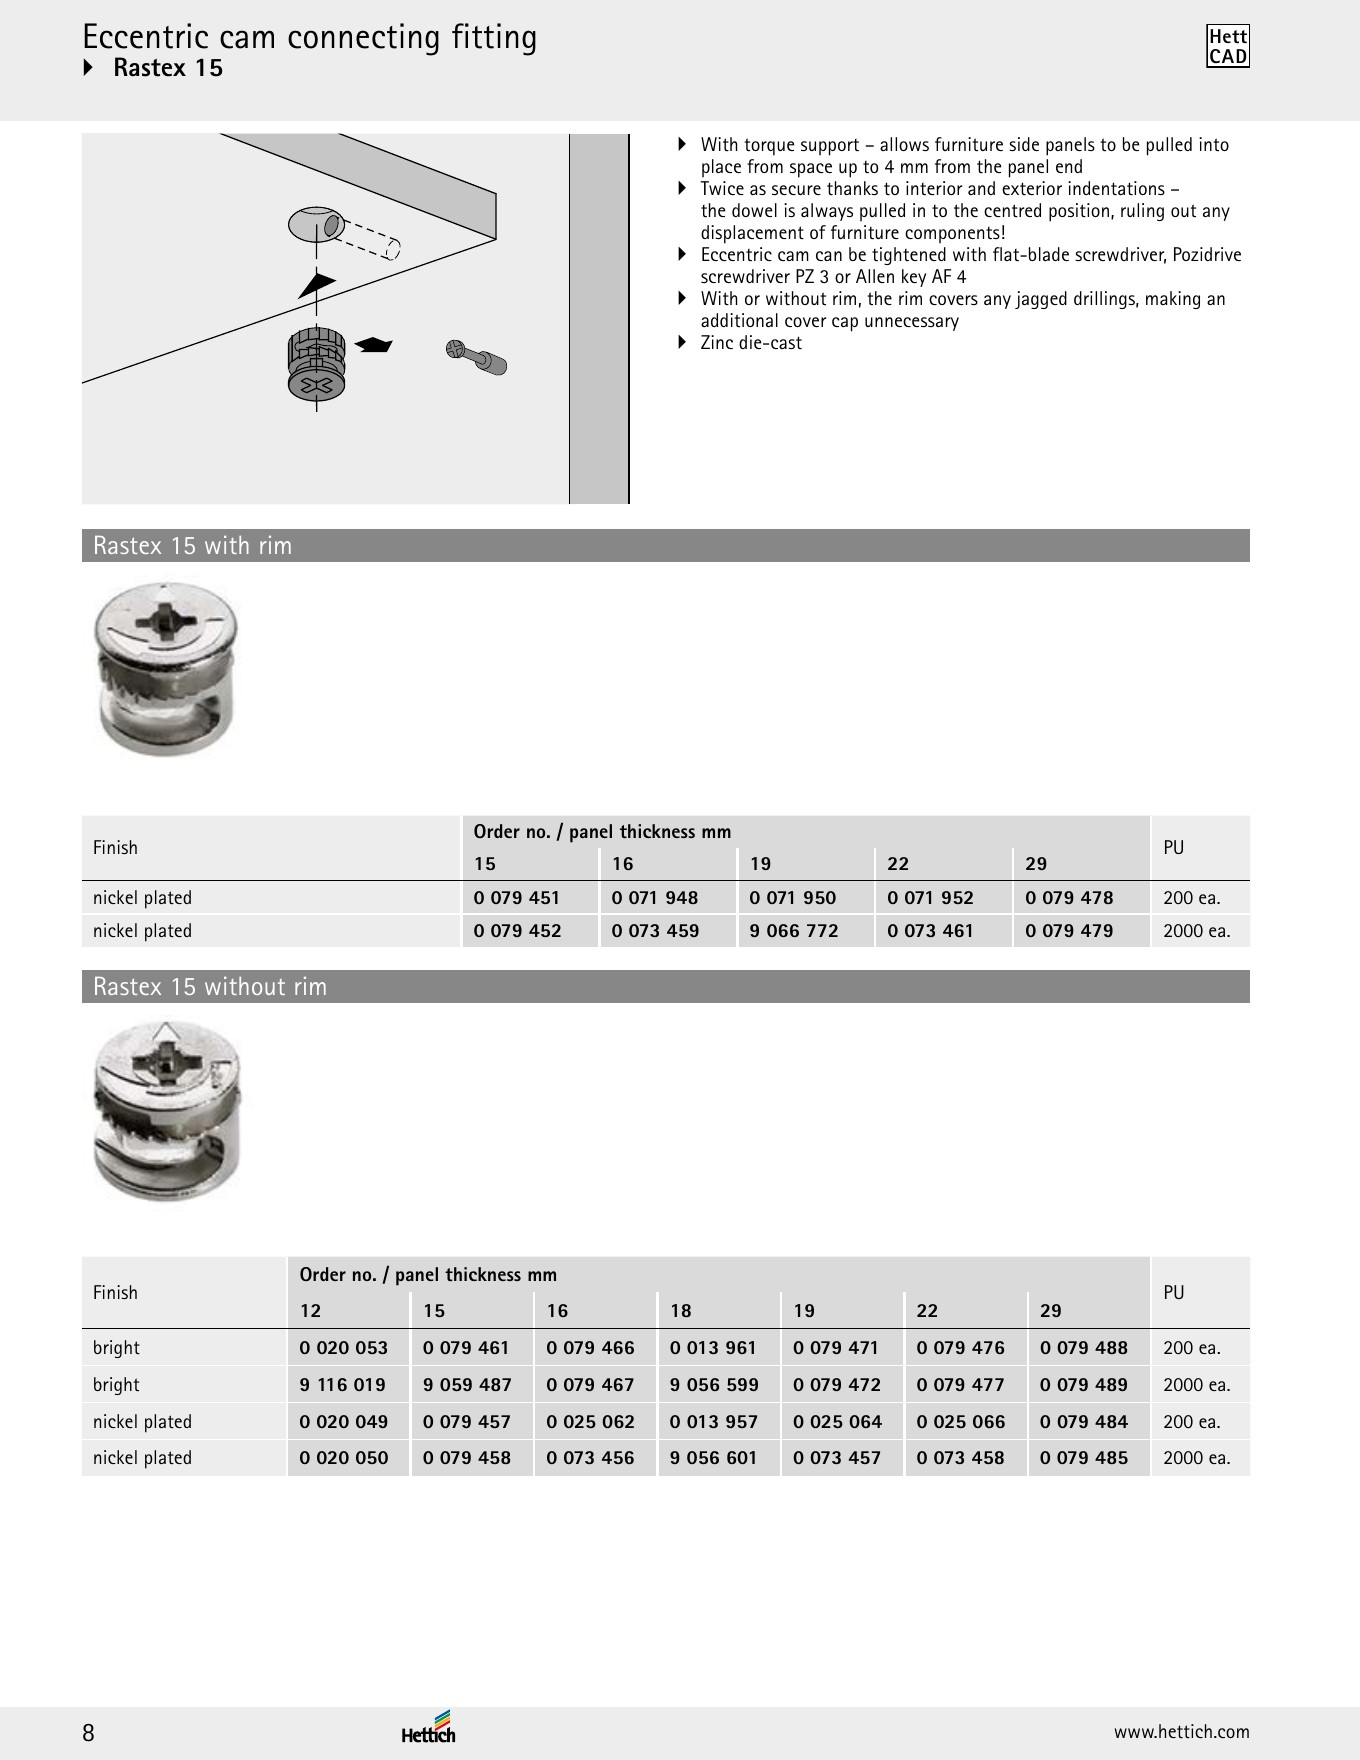 Eccentric cam connecting fitting
Rastex 15
Hett
CAD
With torque support – allows furniture side panels to be pulled into
place from space up to 4 mm from the panel end
Twice as secure thanks to interior and exterior indentations –
the dowel is always pulled in to the centred position, ruling out any
displacement of furniture components!
Eccentric cam can be tightened with flat-blade screwdriver, Pozidrive
screwdriver PZ 3 or Allen key AF 4
With or without rim, the rim covers any jagged drillings, making an
additional cover cap unnecessary
Zinc die-cast
Rastex 15 with rim
Finish Order no. / panel thickness mm PU
15 16 19 22 29
nickel plated 0 079 451 0 071 948 0 071 950 0 071 952 0 079 478 200 ea.
nickel plated 0 079 452 0 073 459 9 066 772 0 073 461 0 079 479 2000 ea.
Rastex 15 without rim
Finish Order no. / panel thickness mm PU
12 15 16 18 19 22 29
bright 0 020 053 0 079 461 0 079 466 0 013 961 0 079 471 0 079 476 0 079 488 200 ea.
bright 9 116 019 9 059 487 0 079 467 9 056 599 0 079 472 0 079 477 0 079 489 2000 ea.
nickel plated 0 020 049 0 079 457 0 025 062 0 013 957 0 025 064 0 025 066 0 079 484 200 ea.
nickel plated 0 020 050 0 079 458 0 073 456 9 056 601 0 073 457 0 073 458 0 079 485 2000 ea.
8 Hettich www.hettich.com